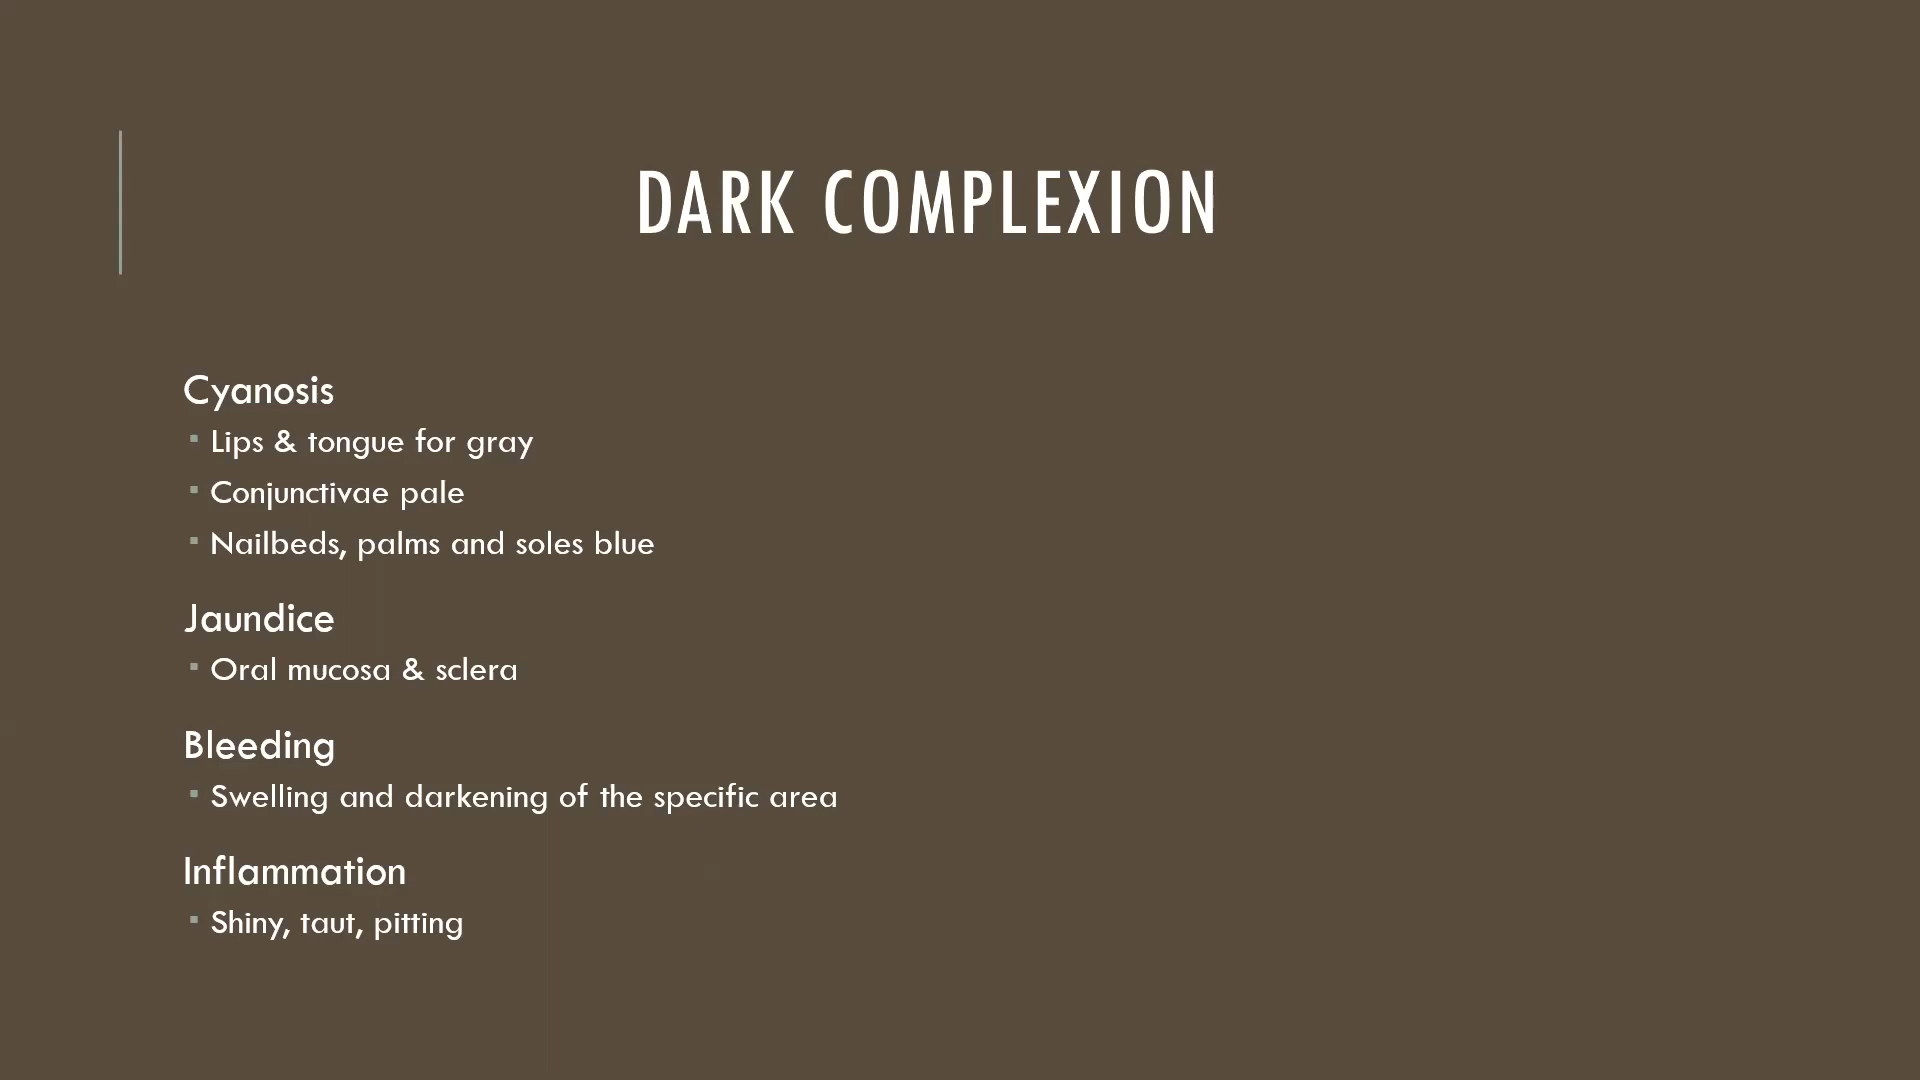 DARK COMPLEXION
Cyanosis
▪ Lips & tongue for gray
▪ Conjunctivae pale
▪ Nailbeds, palms and soles blue
Jaundice
▪ Oral mucosa & sclera
Bleeding
▪ Swelling and darkening of the specific area
Inflammation
▪ Shiny, taut, pitting